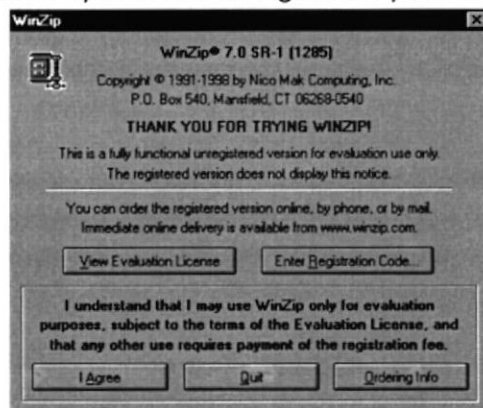 WinZip
WinZip® 7.0 SR-1 (1285)
Copyright © 1991-1998 by Nico Mak Computing, Inc.
P.O. Box 540, Mansfield, CT 06268-0540
THANK YOU FOR TRYING WINZIP!
This is a fully functional unregistered version for evaluation use only.
The registered version does not display this notice.
You can order the registered version online, by phone, or by mail.
Immediate online delivery is available from www.winzip.com.
View Evaluation License
Enter Registration Code...
I understand that I may use WinZip only for evaluation
purposes, subject to the terms of the Evaluation License, and
that any other use requires payment of the registration fee.
I Agree
Quit
Ordering Info